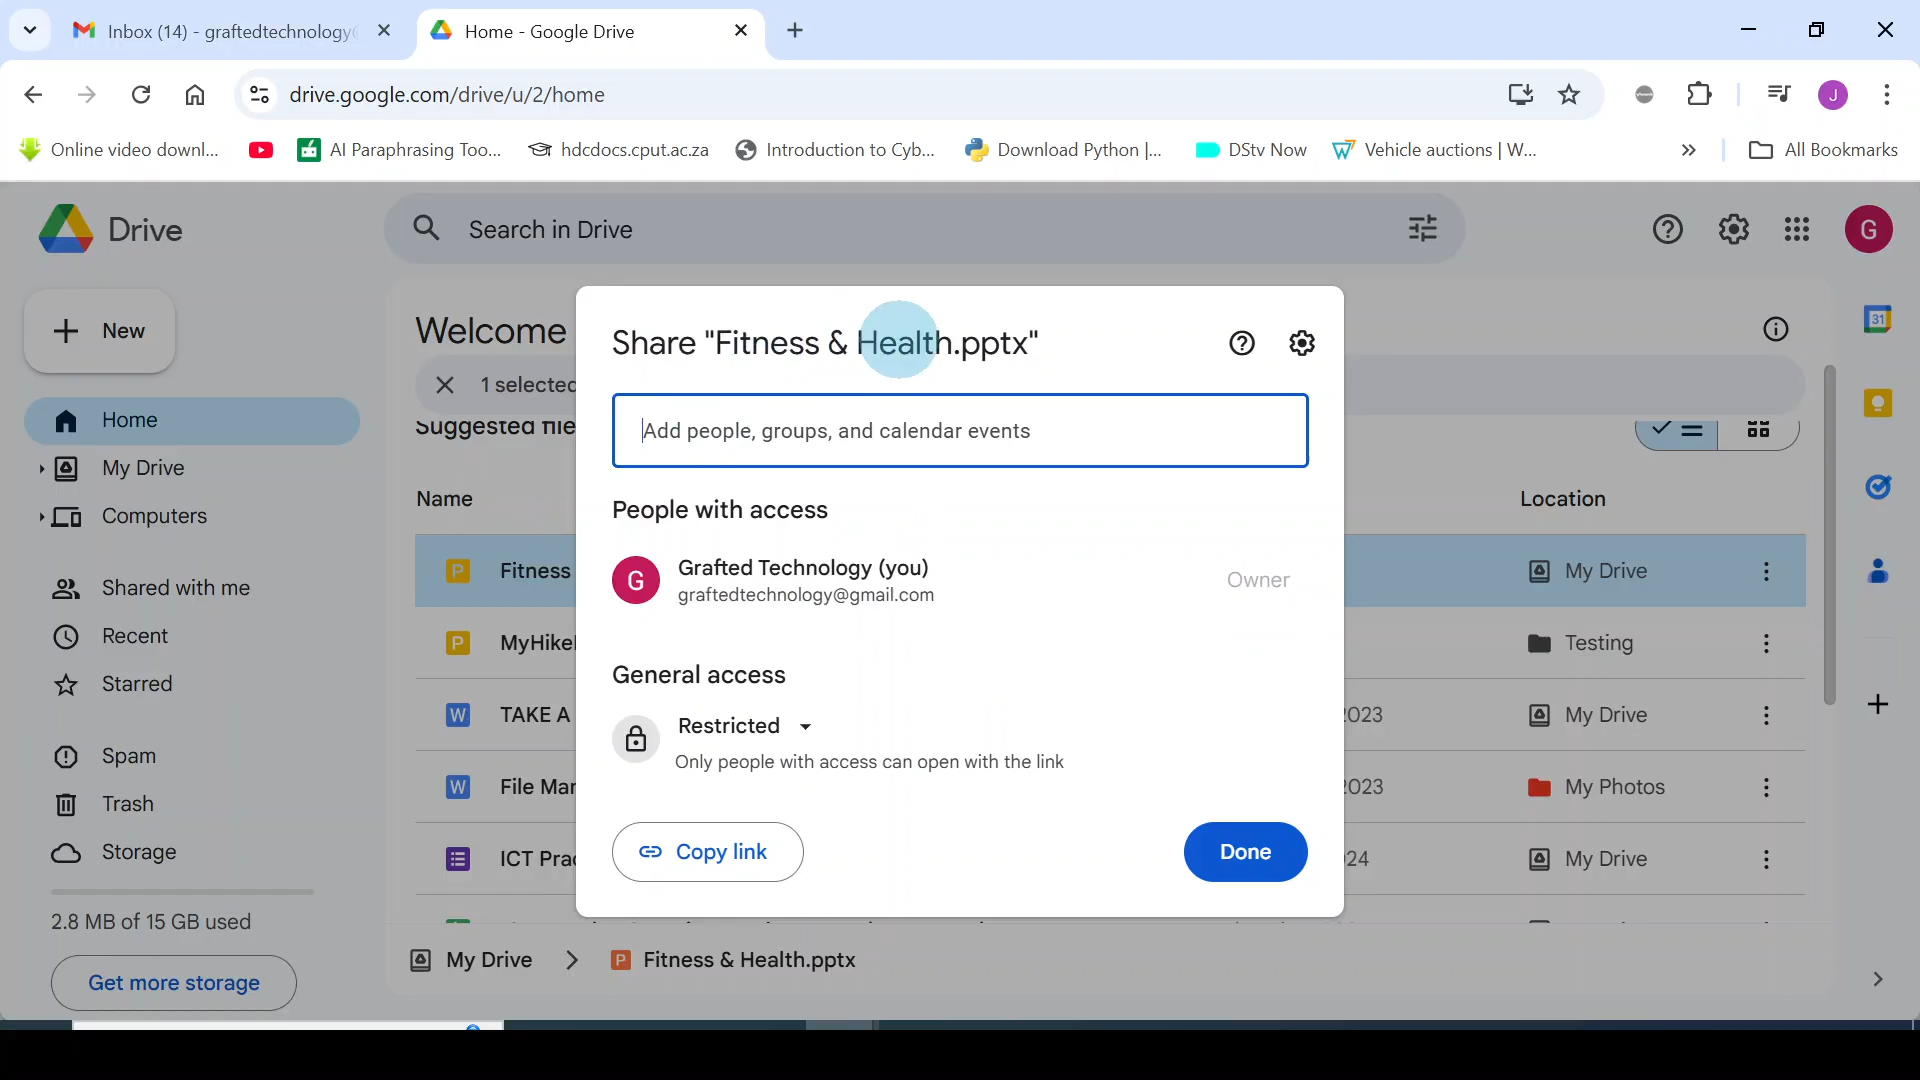 Inbox (14) - graftedtechnology
Home - Google Drive
drive.google.com/drive/u/2/home
J
Online video downl...
AI Paraphrasing Too...
hdcdocs.cput.ac.za
Introduction to Cyb...
Download Python |...
DStv Now
Vehicle auctions | W...
All Bookmarks
Drive
Search in Drive
G
New
Welcome
31
1 selected
Share "Fitness & Health.pptx"
Add people, groups, and calendar events
Home
My Drive
Computers
Shared with me
Recent
Starred
Spam
Trash
Storage
2.8 MB of 15 GB used
Get more storage
Suggested file
Name
Location
People with access
G
Grafted Technology (you)
graftedtechnology@gmail.com
Owner
General access
Restricted
Only people with access can open with the link
Copy link
Done
P Fitness
My Drive
P MyHike
Testing
W TAKE A
2023
My Drive
W File Man
2023
My Photos
ICT Prac
24
My Drive
My Drive
P Fitness & Health.pptx